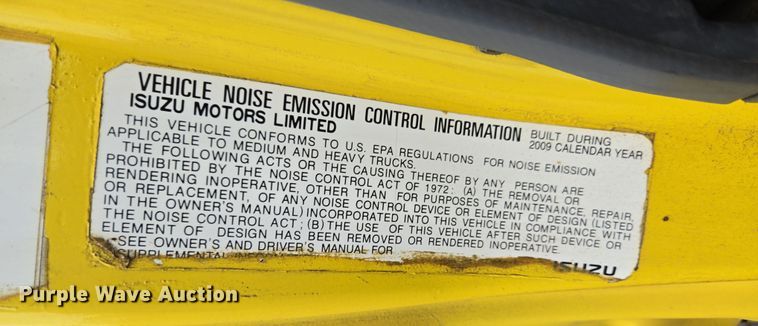 VEHICLE NOISE EMISSION CONTROL INFORMATION BUILT DURING
ISUZU MOTORS LIMITED 2009 CALENDAR YEAR
THIS VEHICLE CONFORMS TO U.S. EPA REGULATIONS FOR NOISE EMISSION
APPLICABLE TO MEDIUM AND HEAVY TRUCKS.
THE FOLLOWING ACTS OR THE CAUSING THEREOF BY ANY PERSON ARE
PROHIBITED BY THE NOISE CONTROL ACT OF 1972: (A) THE REMOVAL OR
RENDERING INOPERATIVE, OTHER THAN FOR PURPOSES OF MAINTENANCE, REPAIR,
OR REPLACEMENT, OF ANY NOISE CONTROL DEVICE OR ELEMENT OF DESIGN (LISTED
IN THE OWNER'S MANUAL) INCORPORATED INTO THIS VEHICLE IN COMPLIANCE WITH
THE NOISE CONTROL ACT; (B) THE USE OF THIS VEHICLE AFTER SUCH DEVICE OR
ELEMENT OF DESIGN HAS BEEN REMOVED OR RENDERED INOPERATIVE
SEE OWNER'S AND DRIVER'S MANUAL FOR
SUPPLEMENTAL ISUZU
Purple Wave Auction